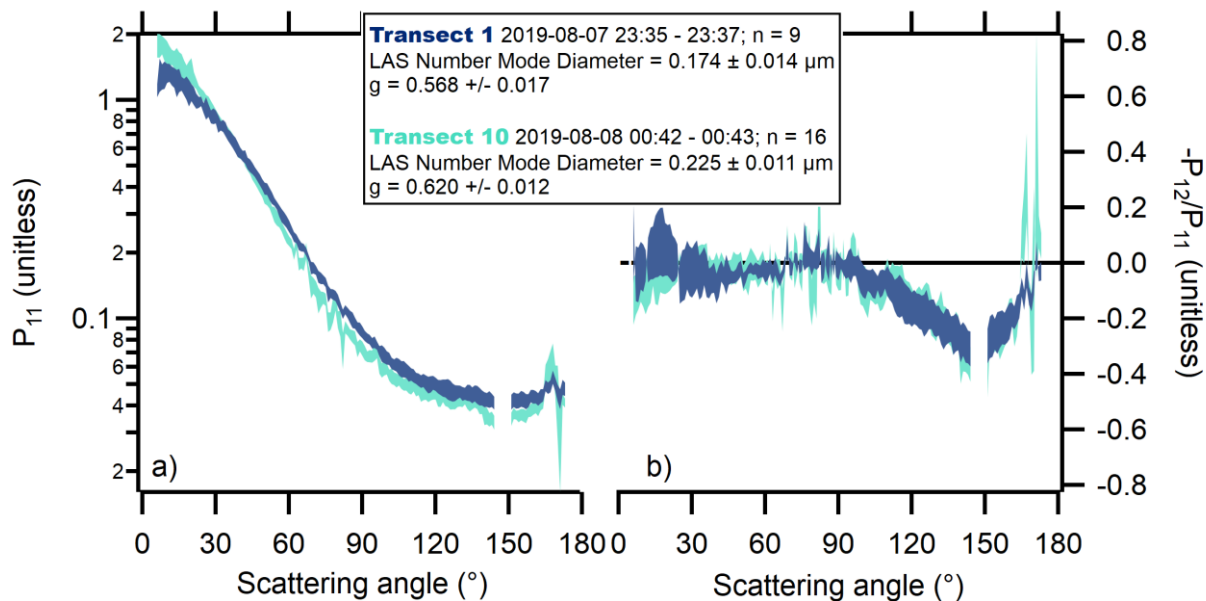 Transect 1 2019-08-07 23:35 - 23:37; n = 9
LAS Number Mode Diameter = 0.174 ± 0.014 µm
g = 0.568 +/- 0.017
Transect 10 2019-08-08 00:42 - 00:43; n = 16
LAS Number Mode Diameter = 0.225 ± 0.011 µm
g = 0.620 +/- 0.012
P11 (unitless)
2
1
8
6
4
2
0.1
8
6
4
2
a)
0 30 60 90 120 150 180
Scattering angle (°)
b)
0 30 60 90 120 150 180
Scattering angle (°)
0.8
0.6
0.4
0.2
0.0
-0.2
-0.4
-0.6
-0.8
-P12/P11 (unitless)